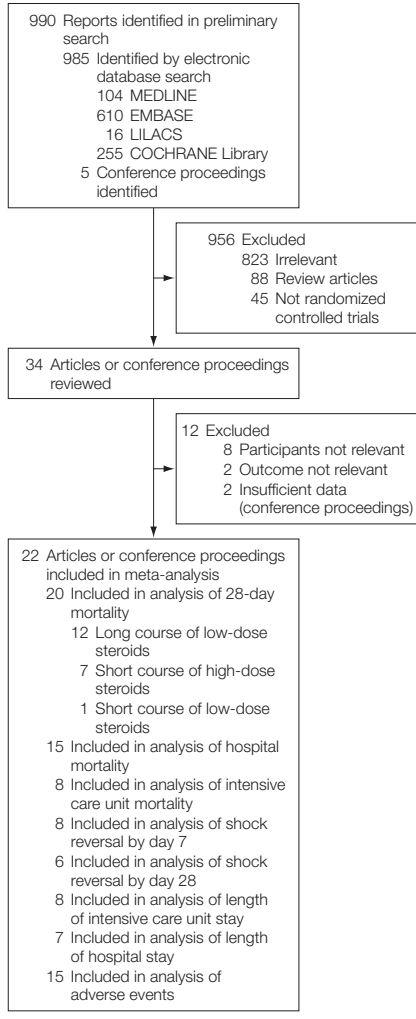 990 Reports identified in preliminary
search
985 Identified by electronic
database search
104 MEDLINE
610 EMBASE
16 LILACS
255 COCHRANE Library
5 Conference proceedings
identified
956 Excluded
823 Irrelevant
88 Review articles
45 Not randomized
controlled trials
34 Articles or conference proceedings
reviewed
12 Excluded
8 Participants not relevant
2 Outcome not relevant
2 Insufficient data
(conference proceedings)
22 Articles or conference proceedings
included in meta-analysis
20 Included in analysis of 28-day
mortality
12 Long course of low-dose
steroids
7 Short course of high-dose
steroids
1 Short course of low-dose
steroids
15 Included in analysis of hospital
mortality
8 Included in analysis of intensive
care unit mortality
8 Included in analysis of shock
reversal by day 7
6 Included in analysis of shock
reversal by day 28
8 Included in analysis of length
of intensive care unit stay
7 Included in analysis of length
of hospital stay
15 Included in analysis of
adverse events